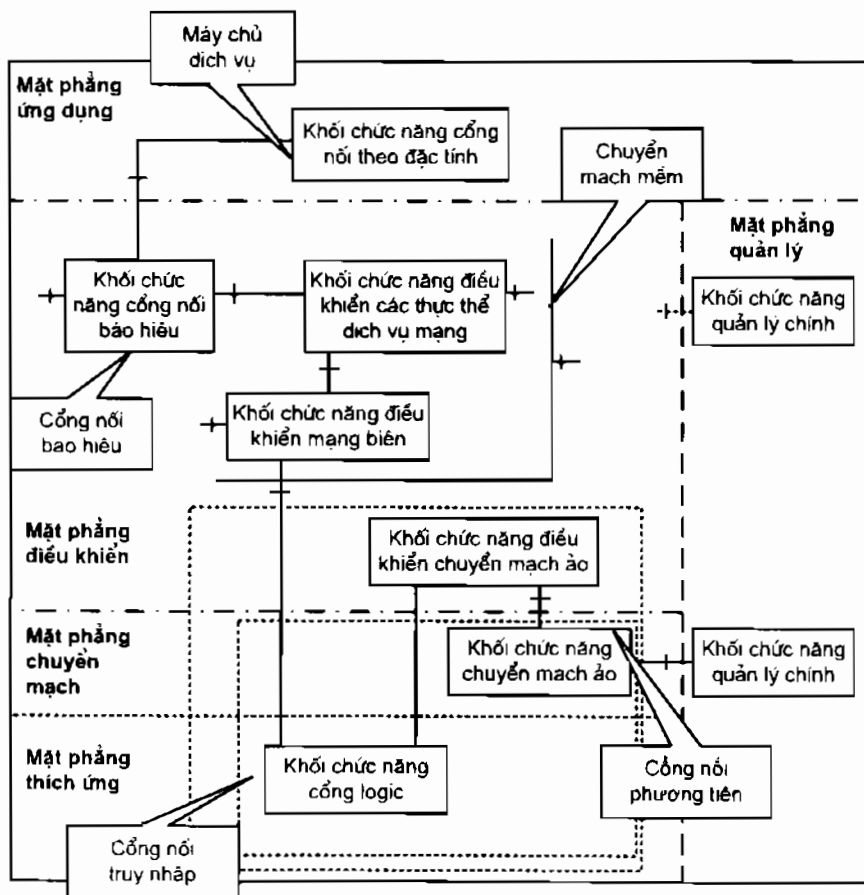 Máy chủ
dịch vụ
Mặt phẳng
ứng dụng
Khối chức năng cổng
nối theo đặc tính
Chuyển
mach mềm
Mặt phẳng
quản lý
Khối chức
năng cổng nối
báo hiêu
Khối chức năng điều
khiển các thực thể
dich vụ mạng
Khối chức năng
quản lý chính
Cổng nối
bao hiêu
Khối chức năng điều
khiển mạng biên
Mặt phẳng
điều khiển
Khối chức năng điều
khiển chuyển mạch ảo
Mặt phẳng
chuyển
mạch
Khối chức năng
chuyển mach ảo
Khối chức năng
quản lý chính
Mặt phẳng
thích ứng
Khối chức năng
cổng logic
Cổng nối
phương tiên
Cổng nối
truy nhập